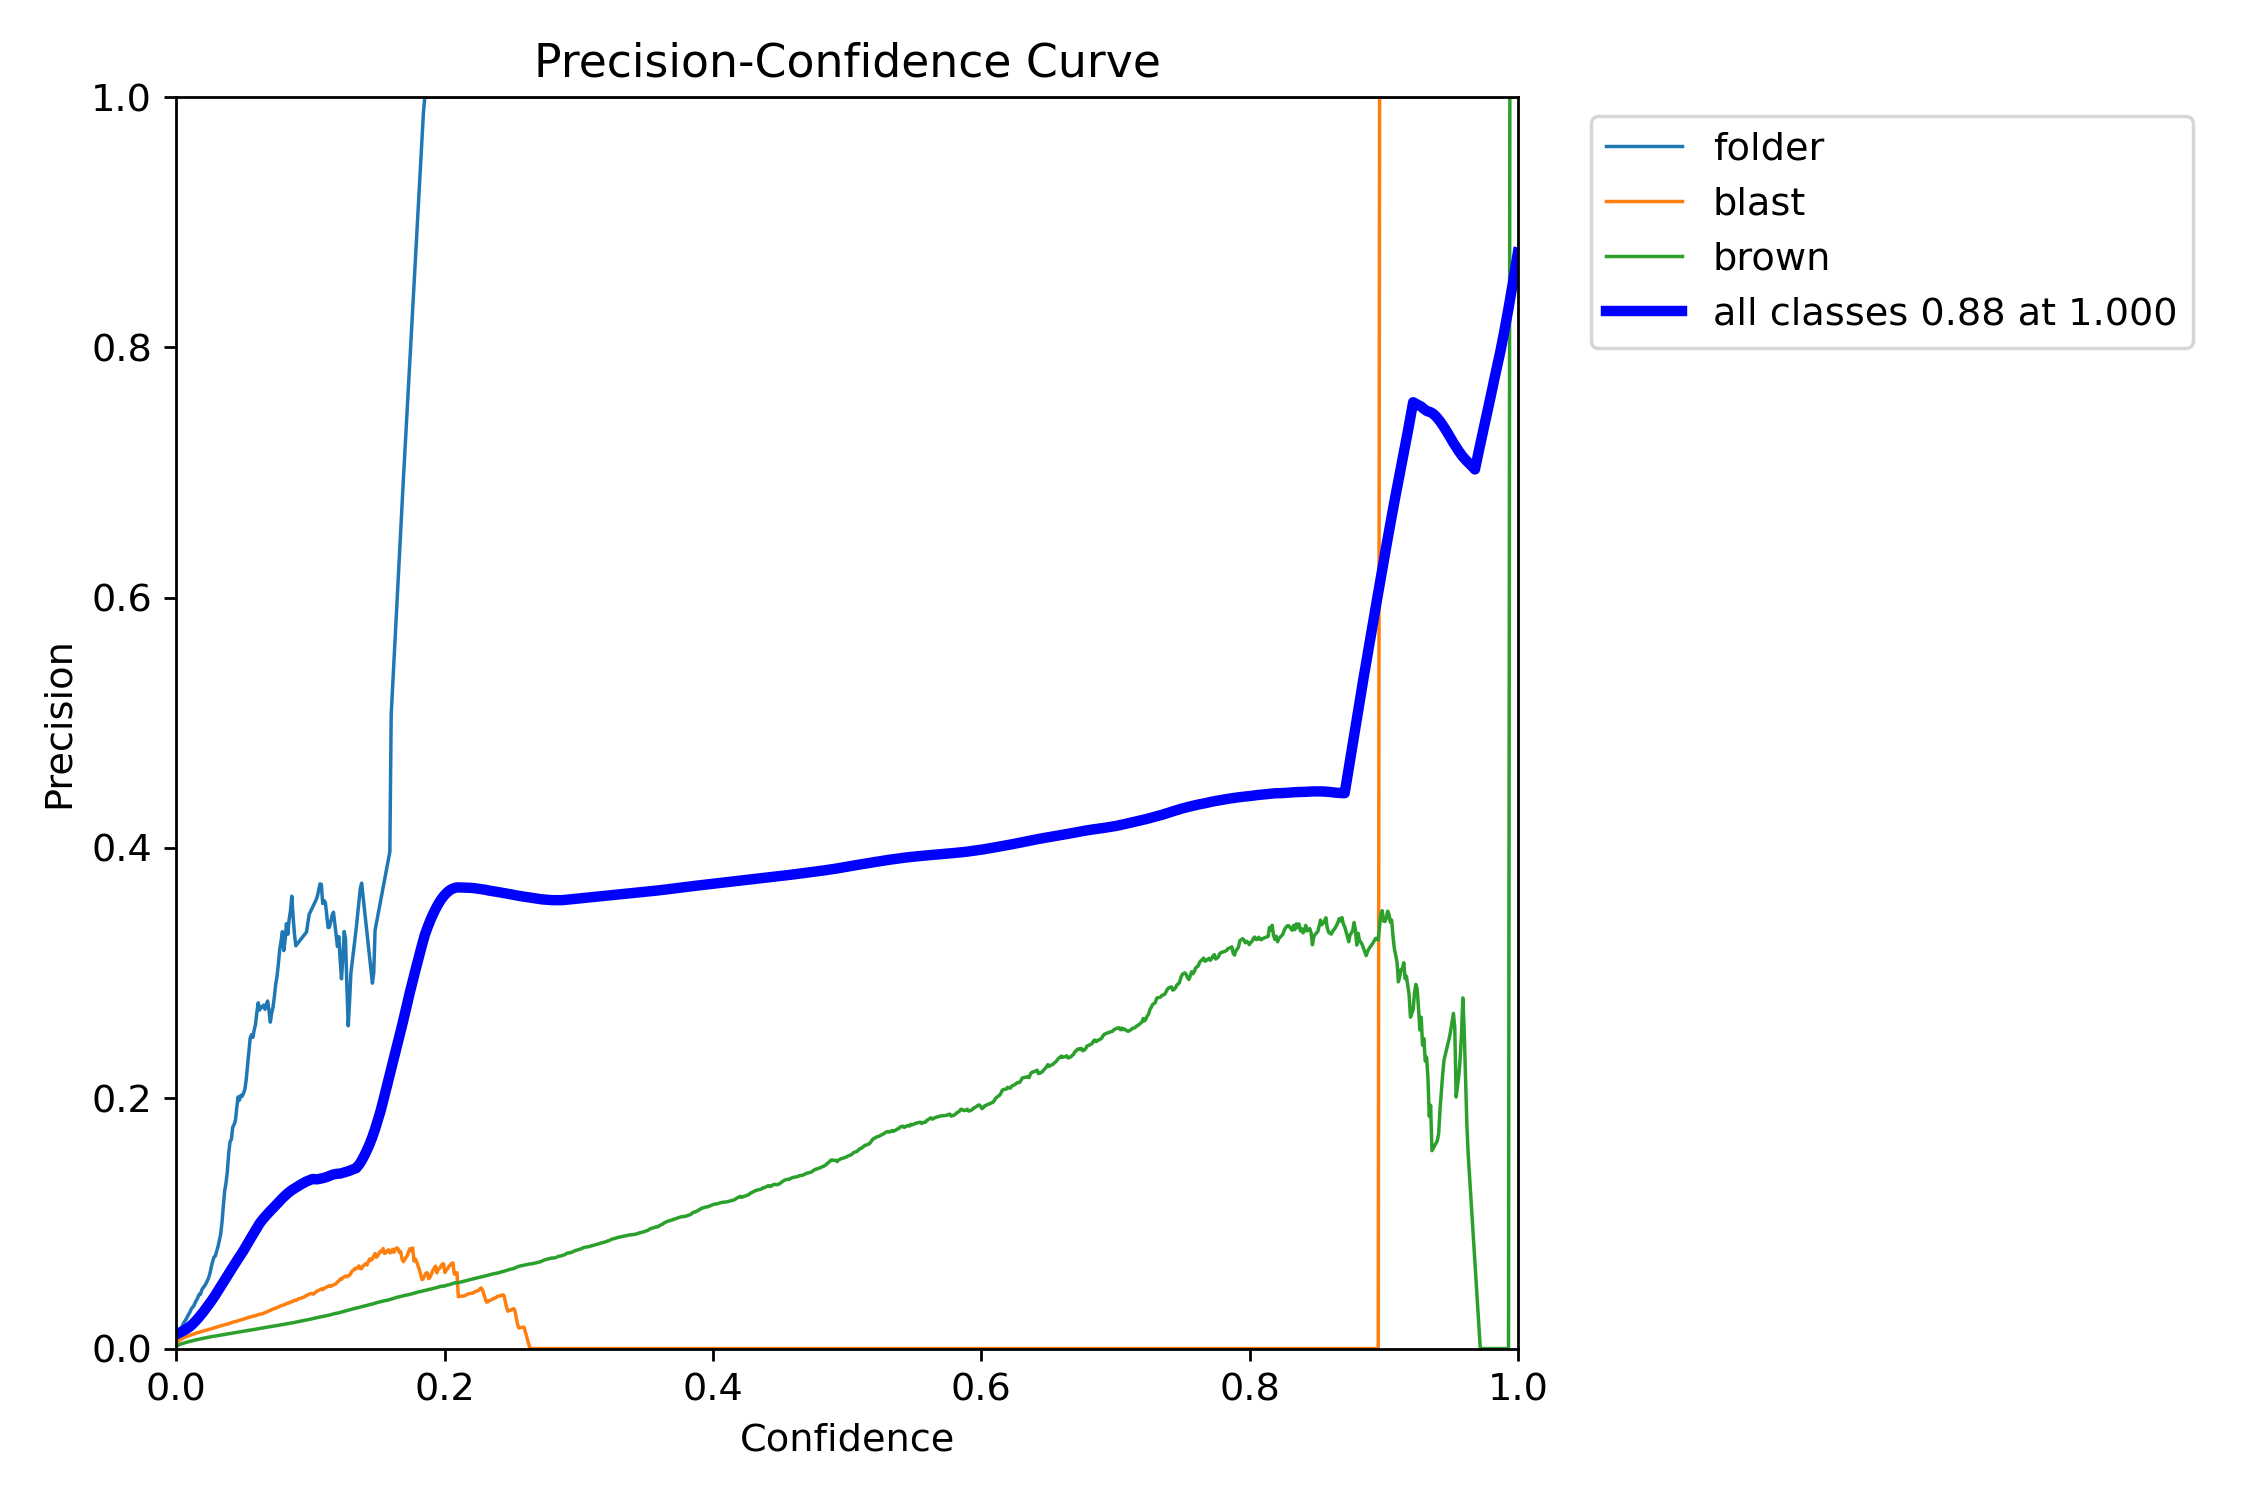 Precision-Confidence Curve
1.0
0.8
0.6
0.4
0.2
0.0
Precision
0.0 0.2 0.4 0.6 0.8 1.0
Confidence
folder
blast
brown
all classes 0.88 at 1.000